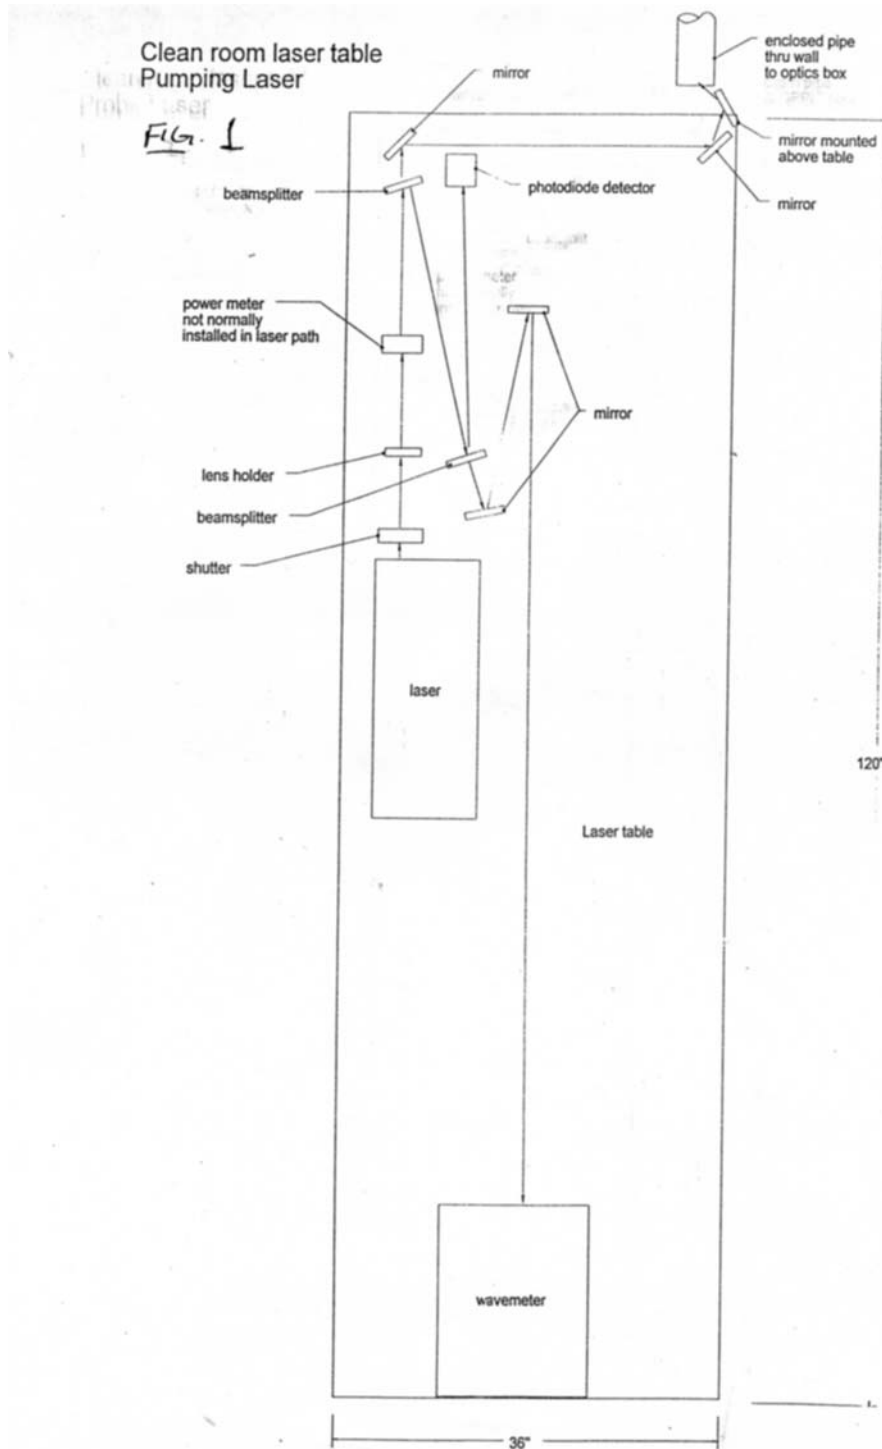 Clean room laser table
Pumping Laser
FIG. 1
mirror
enclosed pipe
thru wall
to optics box
mirror mounted
above table
mirror
photodiode detector
beamsplitter
power meter
not normally
installed in laser path
mirror
lens holder
beamsplitter
shutter
laser
120"
Laser table
wavemeter
36"